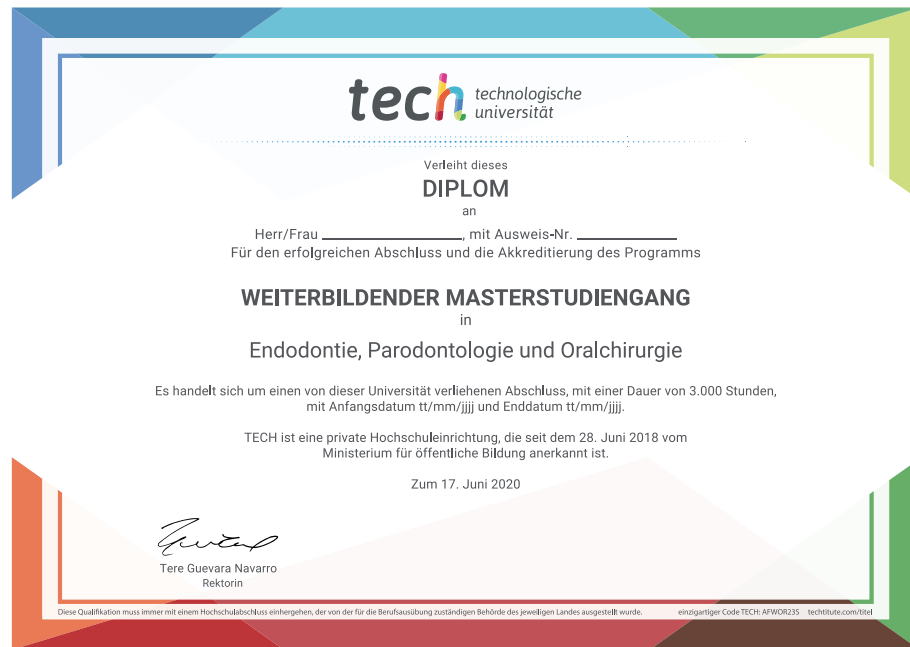 tech technologische
universität
Verleiht dieses
DIPLOM
an
Herr/Frau ____________________, mit Ausweis-Nr. ______________
Für den erfolgreichen Abschluss und die Akkreditierung des Programms
WEITERBILDENDER MASTERSTUDIENGANG
in
Endodontie, Parodontologie und Oralchirurgie
Es handelt sich um einen von dieser Universität verliehenen Abschluss, mit einer Dauer von 3.000 Stunden,
mit Anfangsdatum tt/mm/jjjj und Enddatum tt/mm/jjjj.
TECH ist eine private Hochschuleinrichtung, die seit dem 28. Juni 2018 vom
Ministerium für öffentliche Bildung anerkannt ist.
Zum 17. Juni 2020
Tere Guevara Navarro
Rektorin
Diese Qualifikation muss immer mit einem Hochschulabschluss einhergehen, der von der für die Berufsausübung zuständigen Behörde des jeweiligen Landes ausgestellt wurde. einzigartiger Code TECH: AFWOR23S techtitute.com/titel